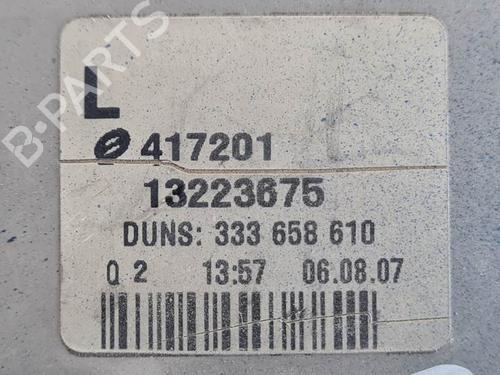 B-PARTS
L
417201
13223675
DUNS: 333 658 610
Q 2 13:57 06.08.07